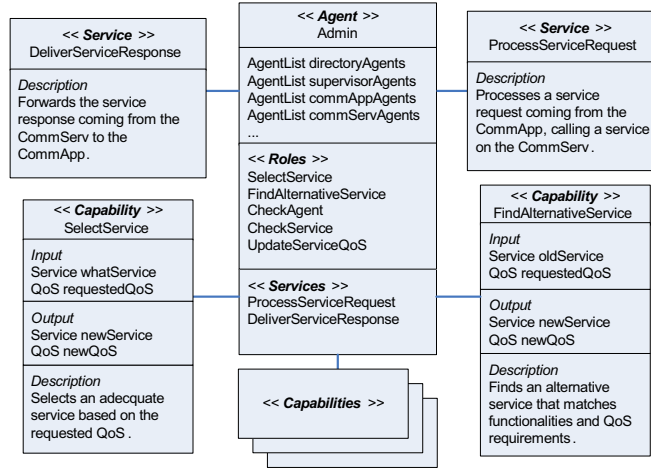 << Service >>
DeliverServiceResponse
Description
Forwards the service
response coming from the
CommServ to the
CommApp.
<< Agent >>
Admin
AgentList directoryAgents
AgentList supervisorAgents
AgentList commAppAgents
AgentList commServAgents
...
<< Roles >>
SelectService
FindAlternativeService
CheckAgent
CheckService
UpdateServiceQoS
<< Services >>
ProcessServiceRequest
DeliverServiceResponse
<< Service >>
ProcessServiceRequest
Description
Processes a service
request coming from the
CommApp, calling a service
on the CommServ.
<< Capability >>
SelectService
Input
Service whatService
QoS requestedQoS
Output
Service newService
QoS newQoS
Description
Selects an adecquate
service based on the
requested QoS.
<< Capability >>
FindAlternativeService
Input
Service oldService
QoS requestedQoS
Output
Service newService
QoS newQoS
Description
Finds an alternative
service that matches
functionalities and QoS
requirements.
<< Capabilities >>